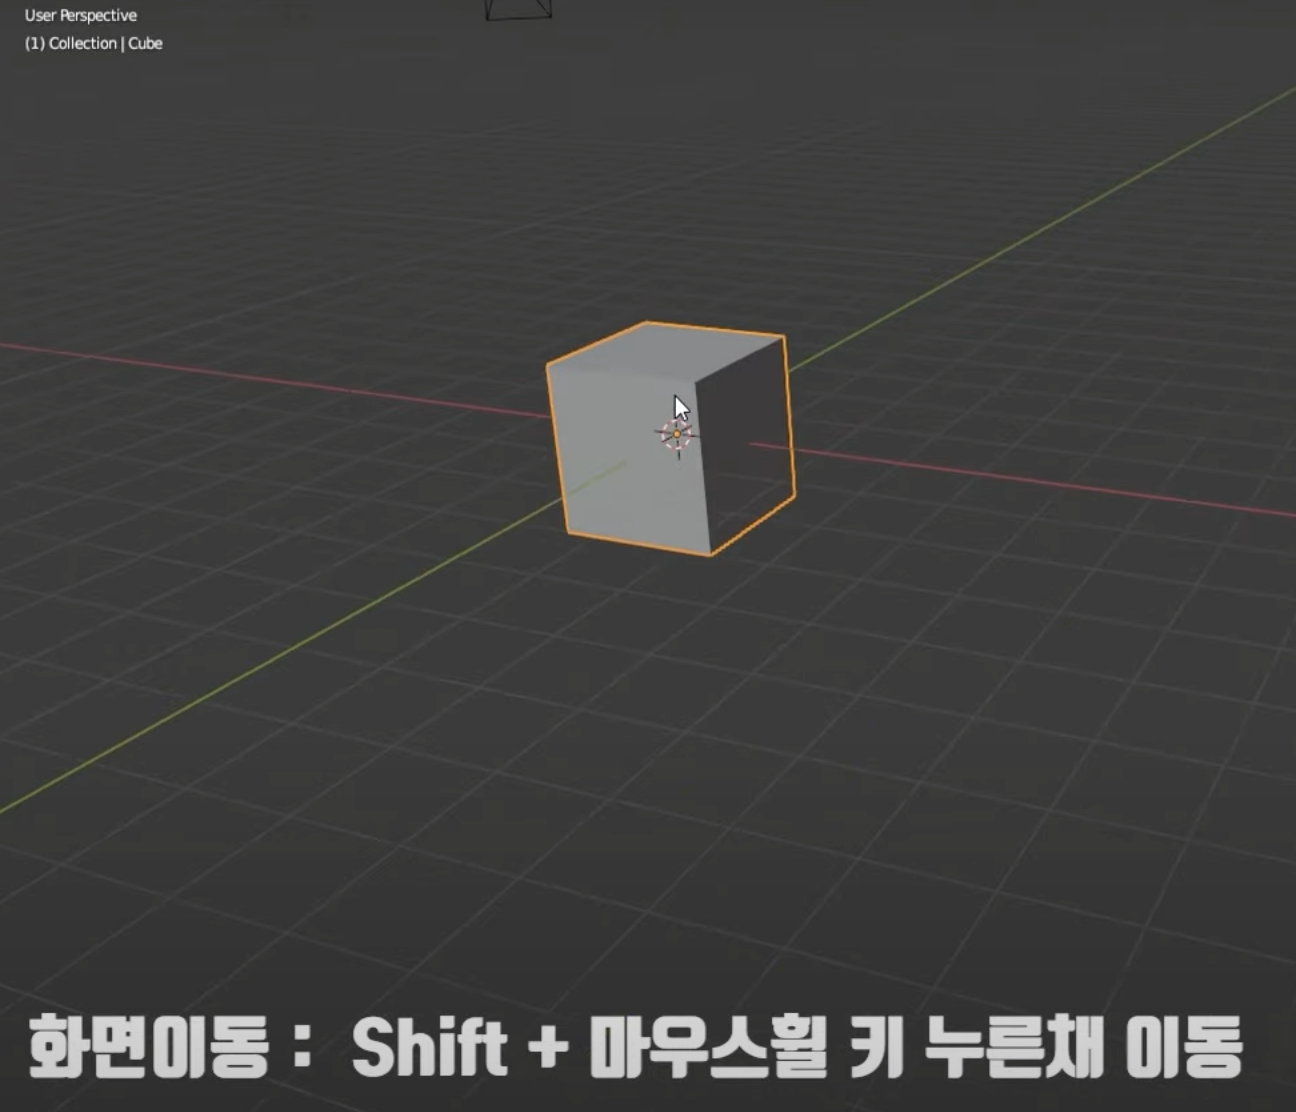 User Perspective
(1) Collection | Cube
화면이동 : Shift + 마우스휠 키 누른채 이동